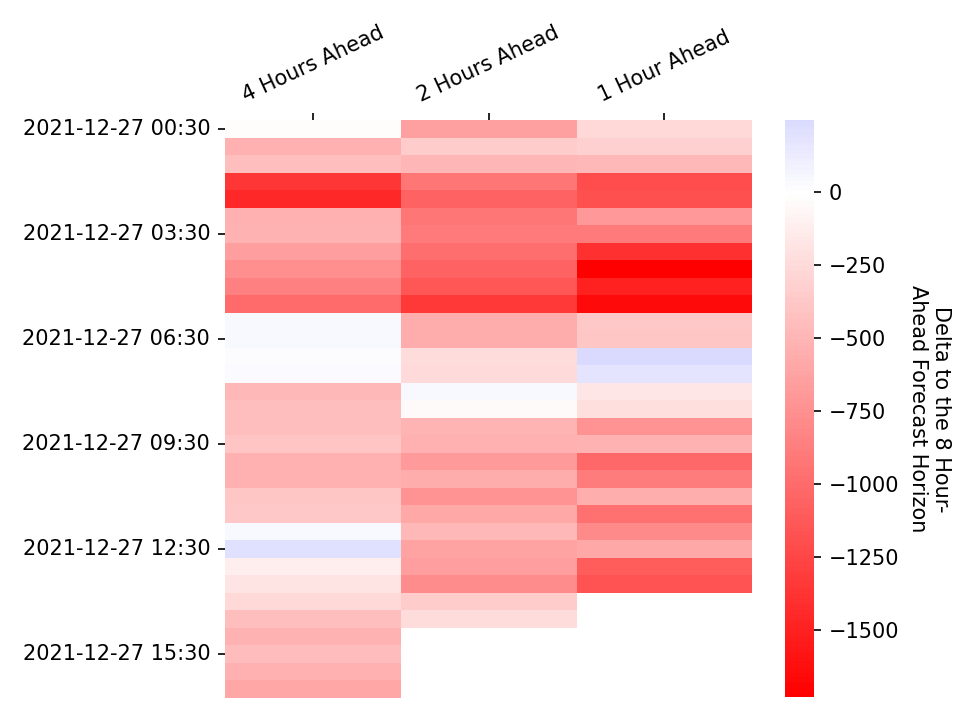 4 Hours Ahead
2 Hours Ahead
1 Hour Ahead
2021-12-27 00:30
2021-12-27 03:30
2021-12-27 06:30
2021-12-27 09:30
2021-12-27 12:30
2021-12-27 15:30
0
−250
−500
−750
−1000
−1250
−1500
Delta to the 8 Hour-
Ahead Forecast Horizon